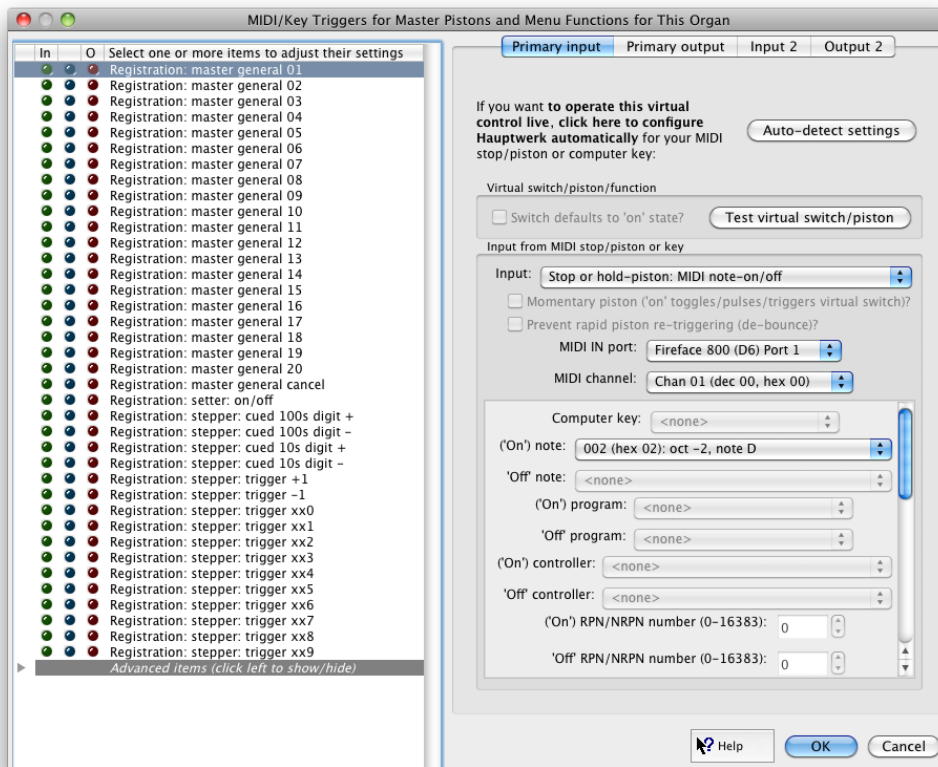 MIDI/Key Triggers for Master Pistons and Menu Functions for This Organ
In O Select one or more items to adjust their settings
Registration: master general 01
Registration: master general 02
Registration: master general 03
Registration: master general 04
Registration: master general 05
Registration: master general 06
Registration: master general 07
Registration: master general 08
Registration: master general 09
Registration: master general 10
Registration: master general 11
Registration: master general 12
Registration: master general 13
Registration: master general 14
Registration: master general 15
Registration: master general 16
Registration: master general 17
Registration: master general 18
Registration: master general 19
Registration: master general 20
Registration: master general cancel
Registration: setter: on/off
Registration: stepper: cued 100s digit +
Registration: stepper: cued 100s digit -
Registration: stepper: cued 10s digit +
Registration: stepper: cued 10s digit -
Registration: stepper: trigger +1
Registration: stepper: trigger -1
Registration: stepper: trigger xx0
Registration: stepper: trigger xx1
Registration: stepper: trigger xx2
Registration: stepper: trigger xx3
Registration: stepper: trigger xx4
Registration: stepper: trigger xx5
Registration: stepper: trigger xx6
Registration: stepper: trigger xx7
Registration: stepper: trigger xx8
Registration: stepper: trigger xx9
Advanced items (click left to show/hide)
Primary input Primary output Input 2 Output 2
If you want to operate this virtual
control live, click here to configure
Hauptwerk automatically for your MIDI
stop/piston or computer key:
Auto-detect settings
Virtual switch/piston/function
Switch defaults to 'on' state? Test virtual switch/piston
Input from MIDI stop/piston or key
Input: Stop or hold-piston: MIDI note-on/off
Momentary piston ('on' toggles/pulses/triggers virtual switch)?
Prevent rapid piston re-triggering (de-bounce)?
MIDI IN port: Fireface 800 (D6) Port 1
MIDI channel: Chan 01 (dec 00, hex 00)
Computer key: <none>
('On') note: 002 (hex 02): oct -2, note D
'Off' note: <none>
('On') program: <none>
'Off' program: <none>
('On') controller: <none>
'Off' controller: <none>
('On') RPN/NRPN number (0-16383): 0
'Off' RPN/NRPN number (0-16383): 0
Help OK Cancel